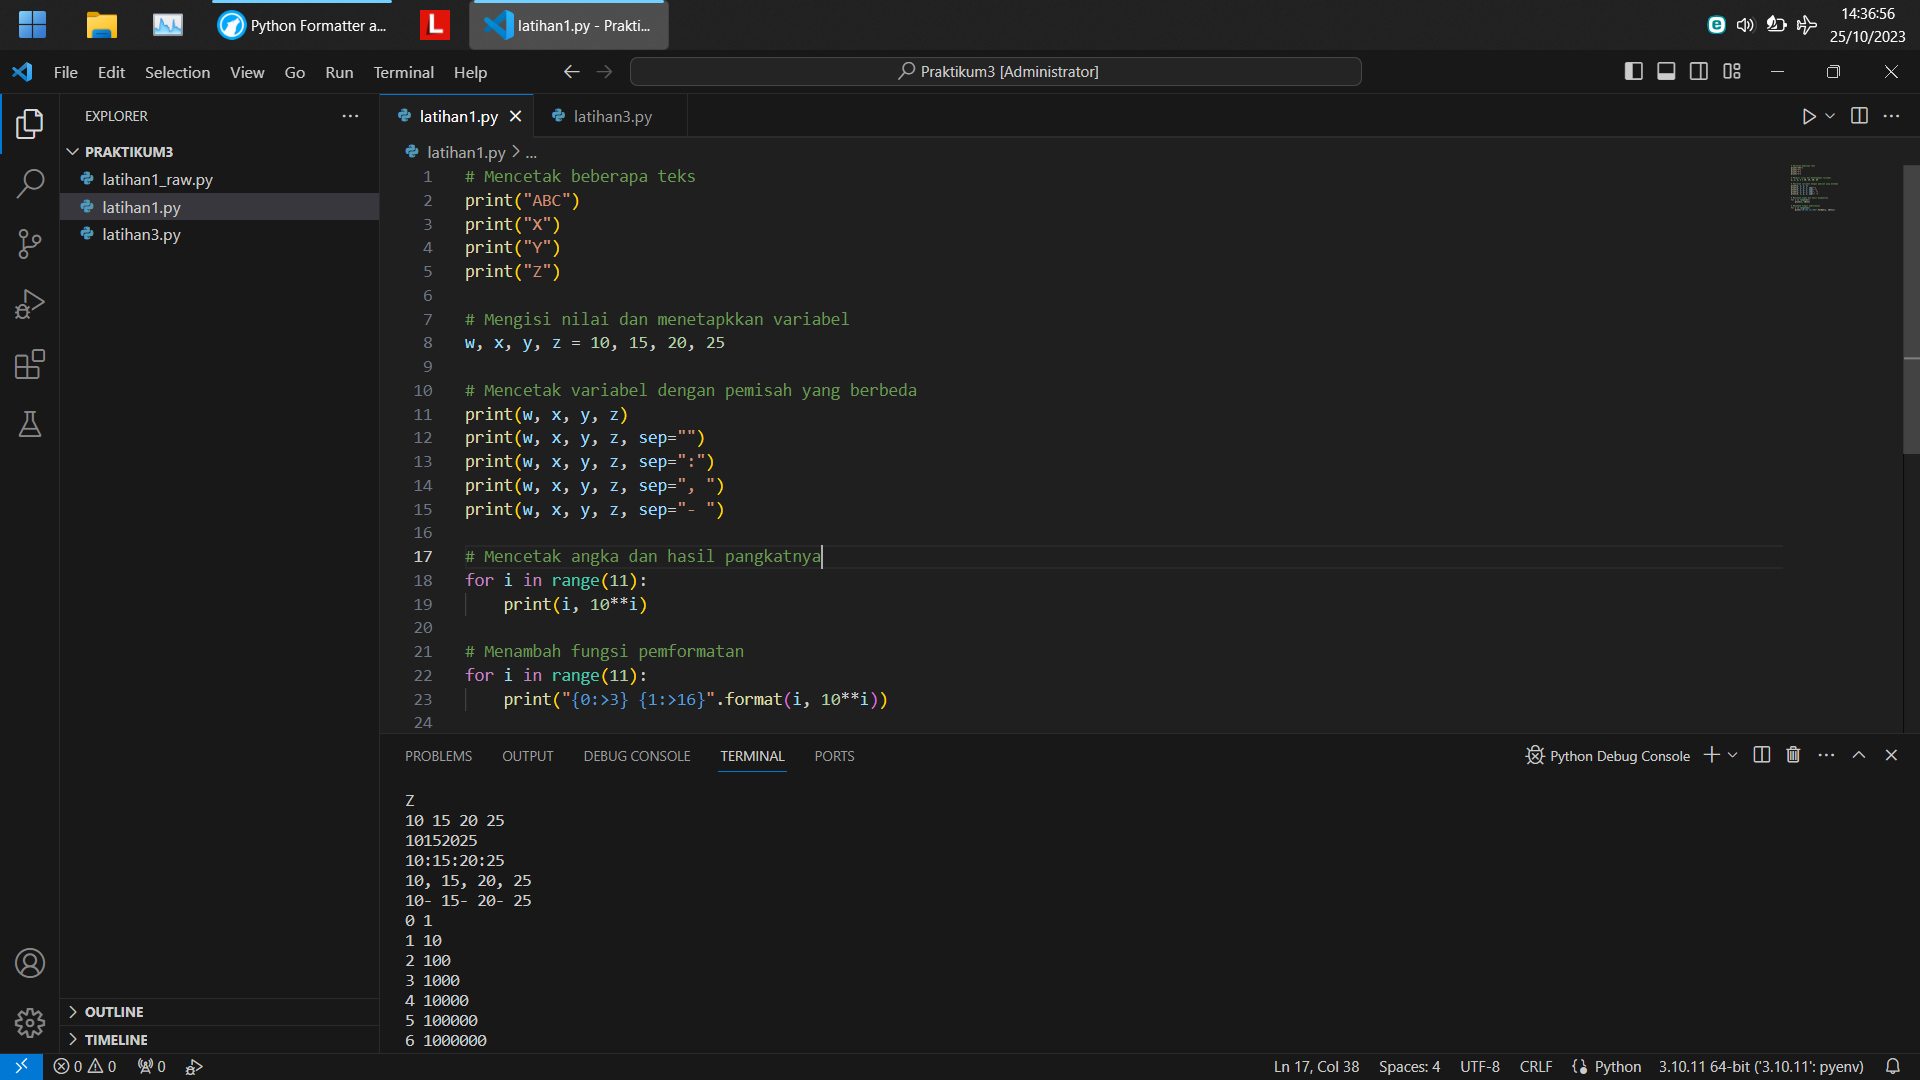 Python Formatter a...
L
latihan1.py - Prakti...
14:36:56
25/10/2023
File Edit Selection View Go Run Terminal Help
Praktikum3 [Administrator]
EXPLORER
PRAKTIKUM3
latihan1_raw.py
latihan1.py
latihan3.py
OUTLINE
TIMELINE
latihan1.py
latihan3.py
latihan1.py > ...
1 # Mencetak beberapa teks
2 print("ABC")
3 print("X")
4 print("Y")
5 print("Z")
6
7 # Mengisi nilai dan menetapkkan variabel
8 w, x, y, z = 10, 15, 20, 25
9
10 # Mencetak variabel dengan pemisah yang berbeda
11 print(w, x, y, z)
12 print(w, x, y, z, sep="")
13 print(w, x, y, z, sep=":")
14 print(w, x, y, z, sep=", ")
15 print(w, x, y, z, sep="- ")
16
17 # Mencetak angka dan hasil pangkatnya
18 for i in range(11):
19     print(i, 10**i)
20
21 # Menambah fungsi pemformatan
22 for i in range(11):
23     print("{0:>3} {1:>16}".format(i, 10**i))
24
PROBLEMS OUTPUT DEBUG CONSOLE TERMINAL PORTS
Python Debug Console
Z
10 15 20 25
10152025
10:15:20:25
10, 15, 20, 25
10- 15- 20- 25
0 1
1 10
2 100
3 1000
4 10000
5 100000
6 1000000
0 0 0
Ln 17, Col 38 Spaces: 4 UTF-8 CRLF Python 3.10.11 64-bit ('3.10.11': pyenv)